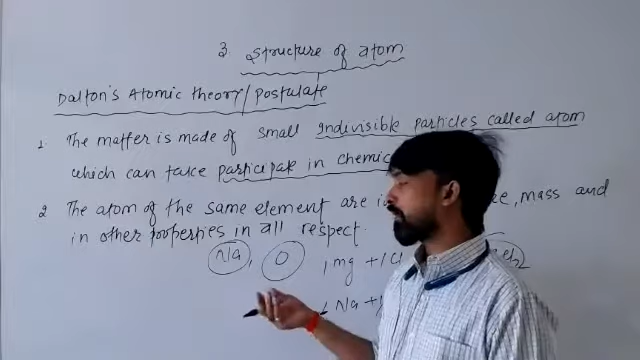 3. Structure of atom
Dalton's Atomic theory/postulate
1. The matter is made of small indivisible particles called atom
which can take participate in chemic
2 The atom of the same element are i mass and
in other properties in all respect.
Na, O , mg +
Na +